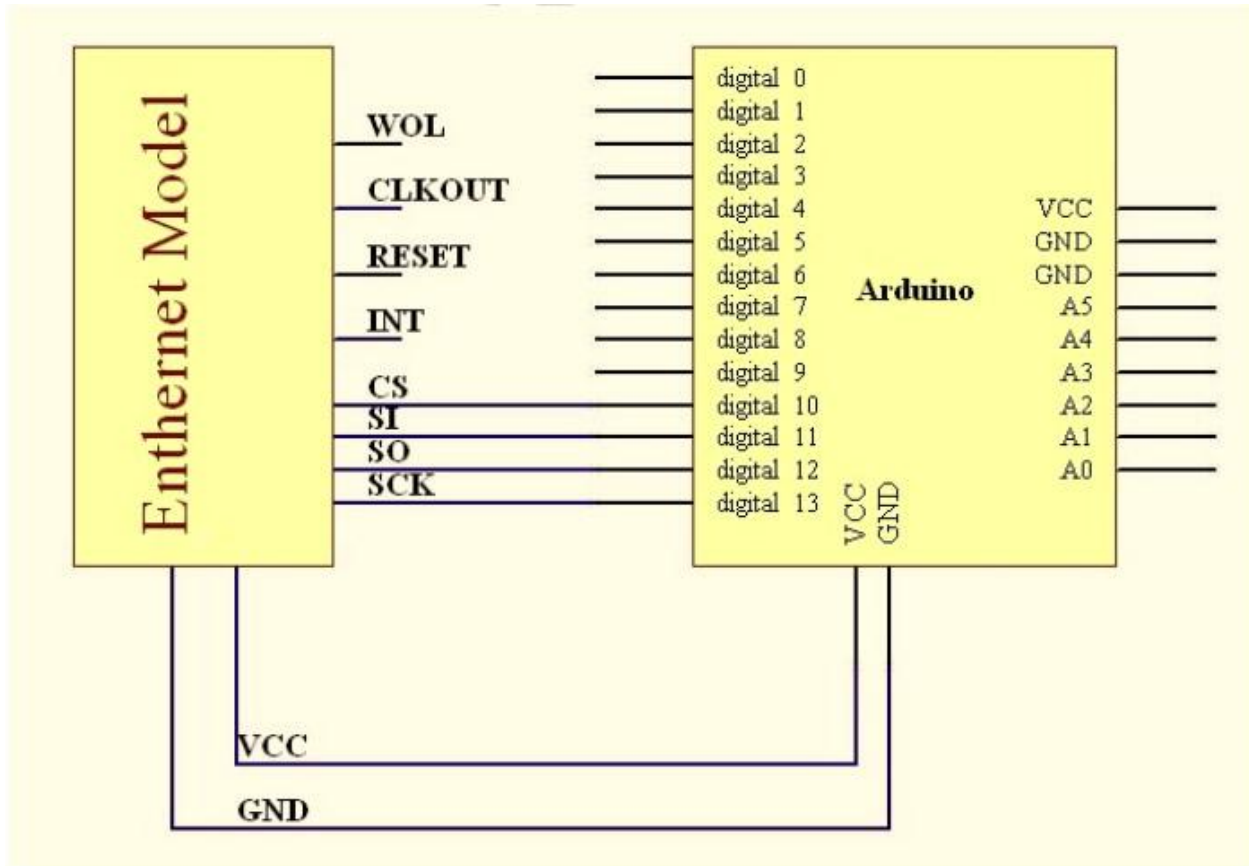 Enthernet Model
WOL
CLKOUT
RESET
INT
CS
SI
SO
SCK
VCC
GND
digital 0
digital 1
digital 2
digital 3
digital 4
digital 5
digital 6
digital 7
digital 8
digital 9
digital 10
digital 11
digital 12
digital 13
Arduino
VCC
GND
VCC
GND
GND
A5
A4
A3
A2
A1
A0